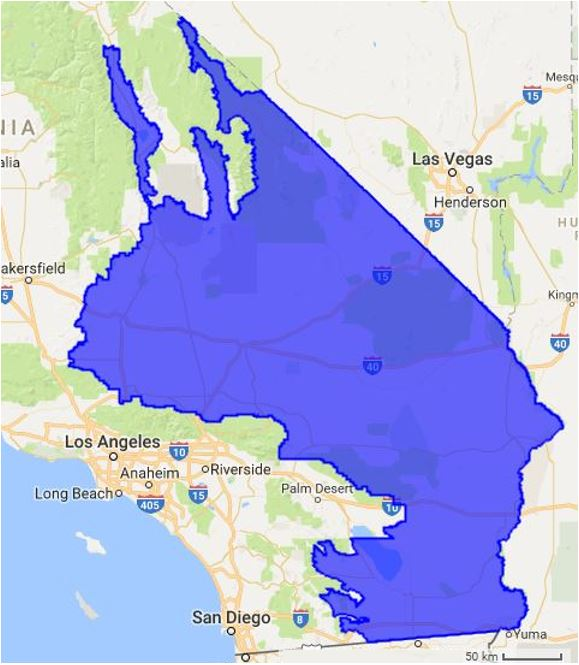 NIA
Mesqu
15
alia
Las Vegas
Henderson
HU
15
akersfield
5
15
Kingm
40
40
Los Angeles
10
Anaheim
Riverside
Long Beach
15
Palm Desert
405
10
San Diego
8
Yuma
50 km